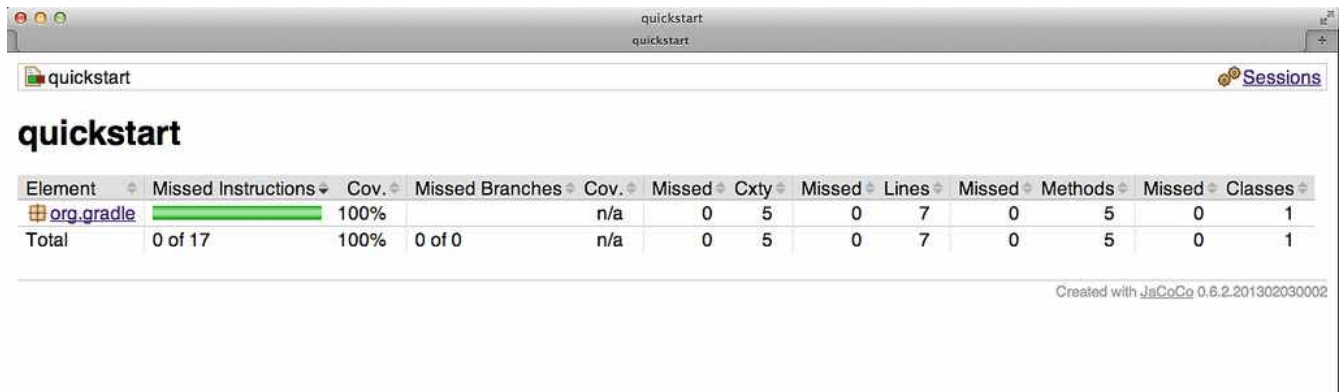 quickstart
quickstart
quickstart Sessions
quickstart
Element Missed Instructions Cov. Missed Branches Cov. Missed Cxty Missed Lines Missed Methods Missed Classes
org.gradle 100% n/a 0 5 0 7 0 5 0 1
Total 0 of 17 100% 0 of 0 n/a 0 5 0 7 0 5 0 1
Created with JaCoCo 0.6.2.201302030002